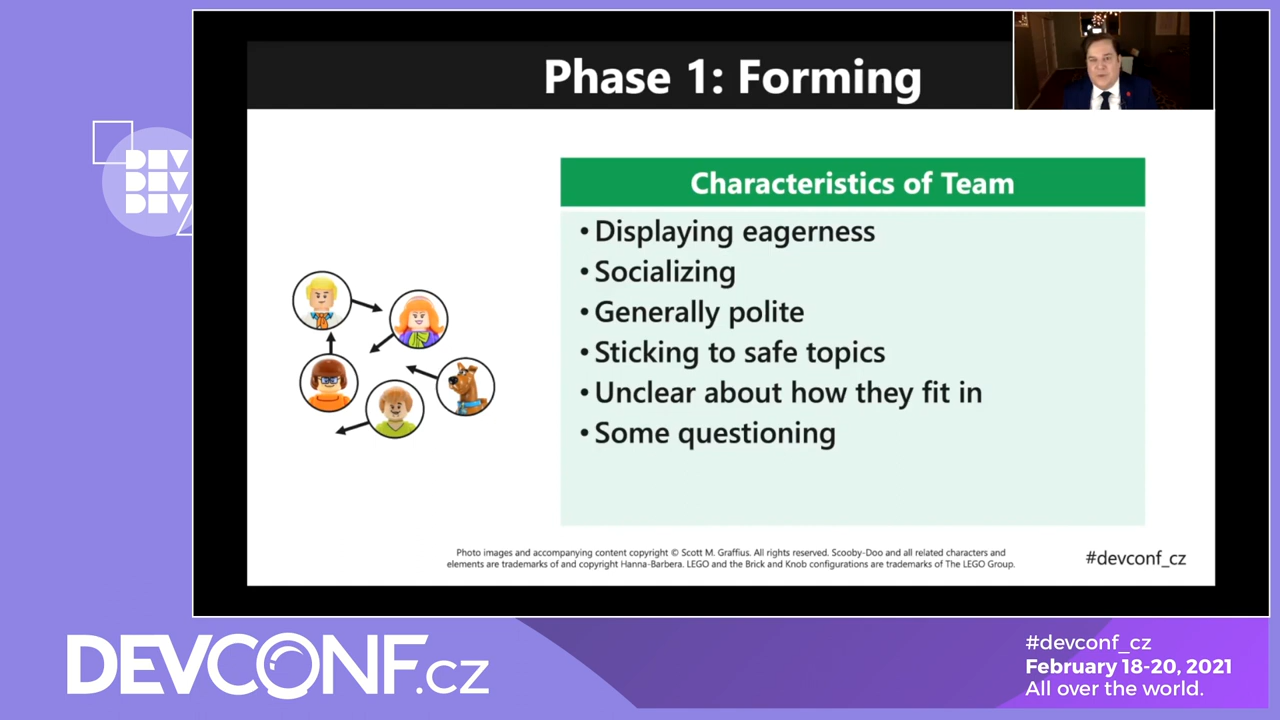 Phase 1: Forming
DEV
DEV
DEV
Characteristics of Team
• Displaying eagerness
• Socializing
• Generally polite
• Sticking to safe topics
• Unclear about how they fit in
• Some questioning
Photo images and accompanying content copyright © Scott M. Graffius. All rights reserved. Scooby-Doo and all related characters and
elements are trademarks of and copyright Hanna-Barbera. LEGO and the Brick and Knob configurations are trademarks of The LEGO Group.
#devconf_cz
DEVCONF.cz
#devconf_cz
February 18-20, 2021
All over the world.